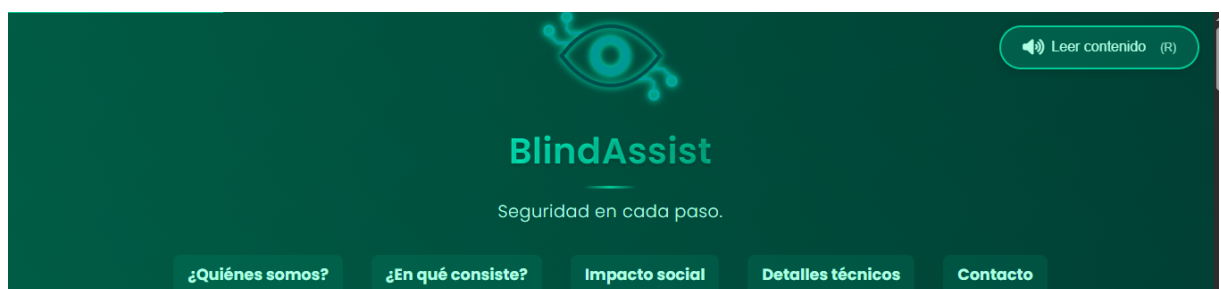 Leer contenido (R)
BlindAssist
Seguridad en cada paso.
¿Quiénes somos? ¿En qué consiste? Impacto social Detalles técnicos Contacto